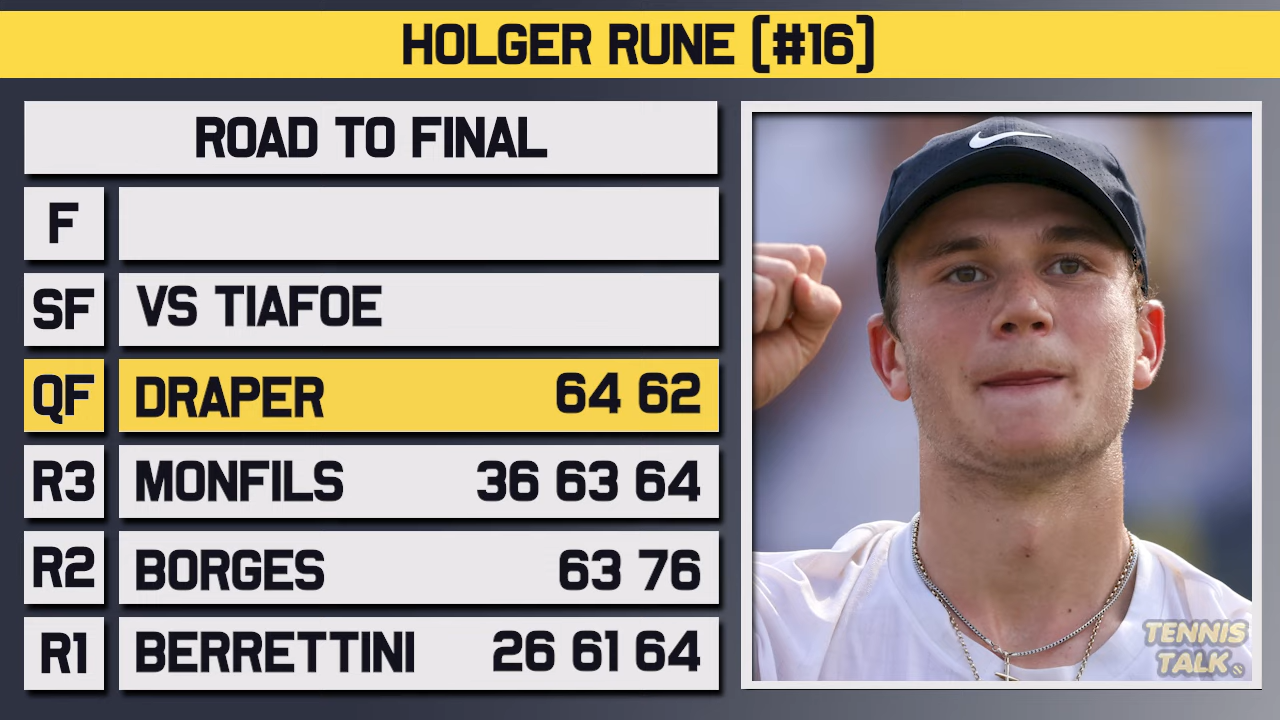 HOLGER RUNE [#16]
ROAD TO FINAL
F
SF VS TIAFOE
QF DRAPER 64 62
R3 MONFILS 36 63 64
R2 BORGES 63 76
R1 BERRETTINI 26 61 64
TENNIS
TALK